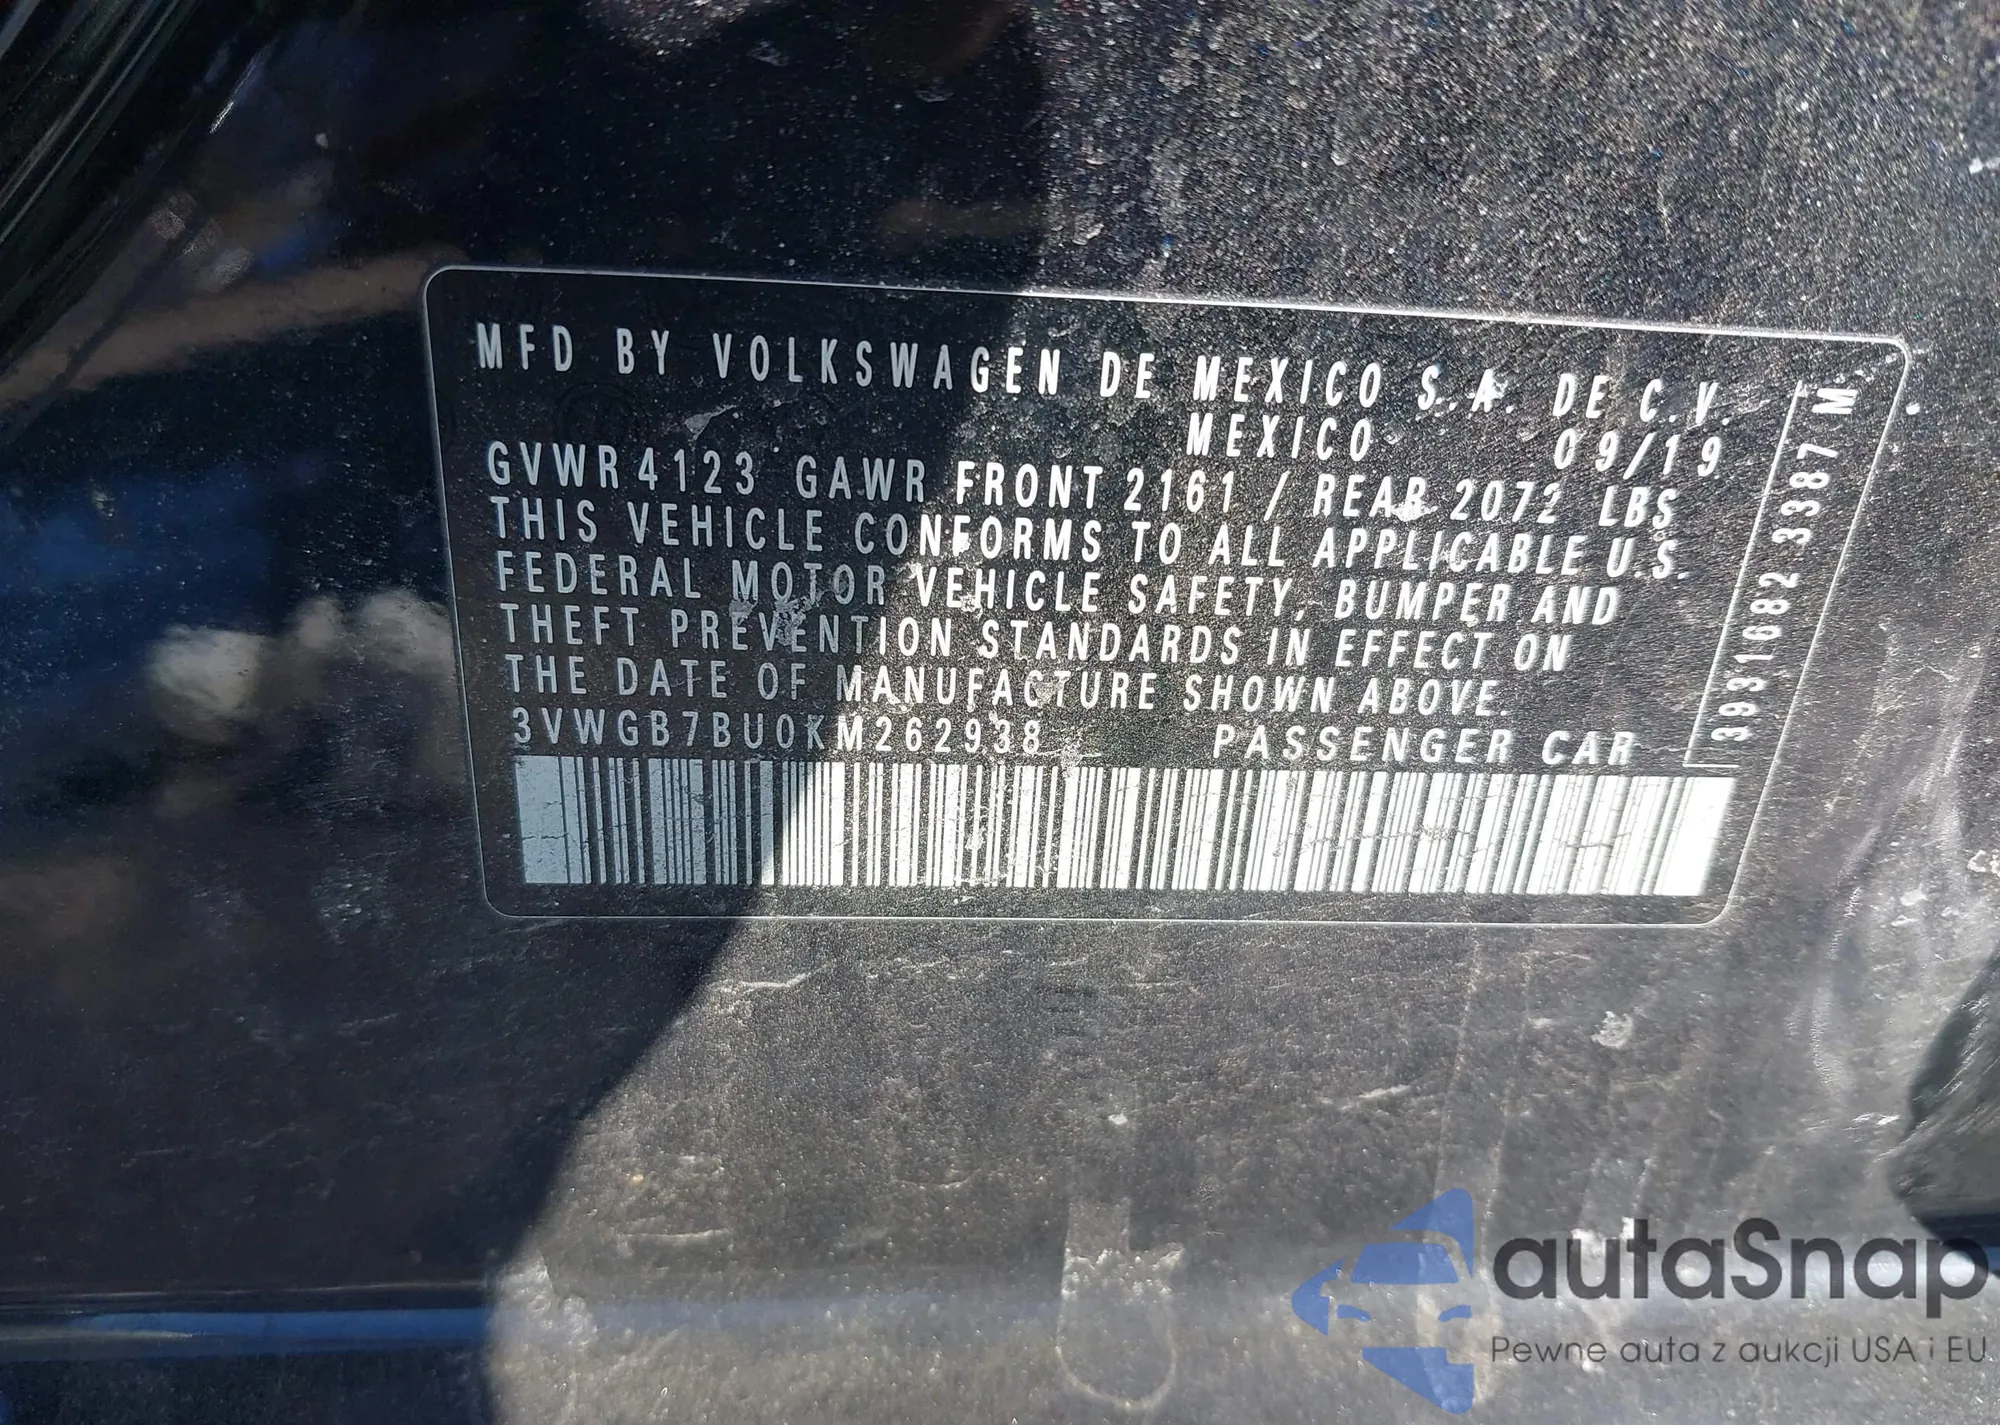 MFD BY VOLKSWAGEN DE MEXICO S.A. DE C.V.
MEXICO 09/19
GVWR 4123 GAWR FRONT 2161 / REAR 2072 LBS
THIS VEHICLE CONFORMS TO ALL APPLICABLE U.S.
FEDERAL MOTOR VEHICLE SAFETY, BUMPER AND
THEFT PREVENTION STANDARDS IN EFFECT ON
THE DATE OF MANUFACTURE SHOWN ABOVE.
3VWGB7BU0KM262938 PASSENGER CAR
3931682 3387 M
autaSnap
Pewne auta z aukcji USA i EU